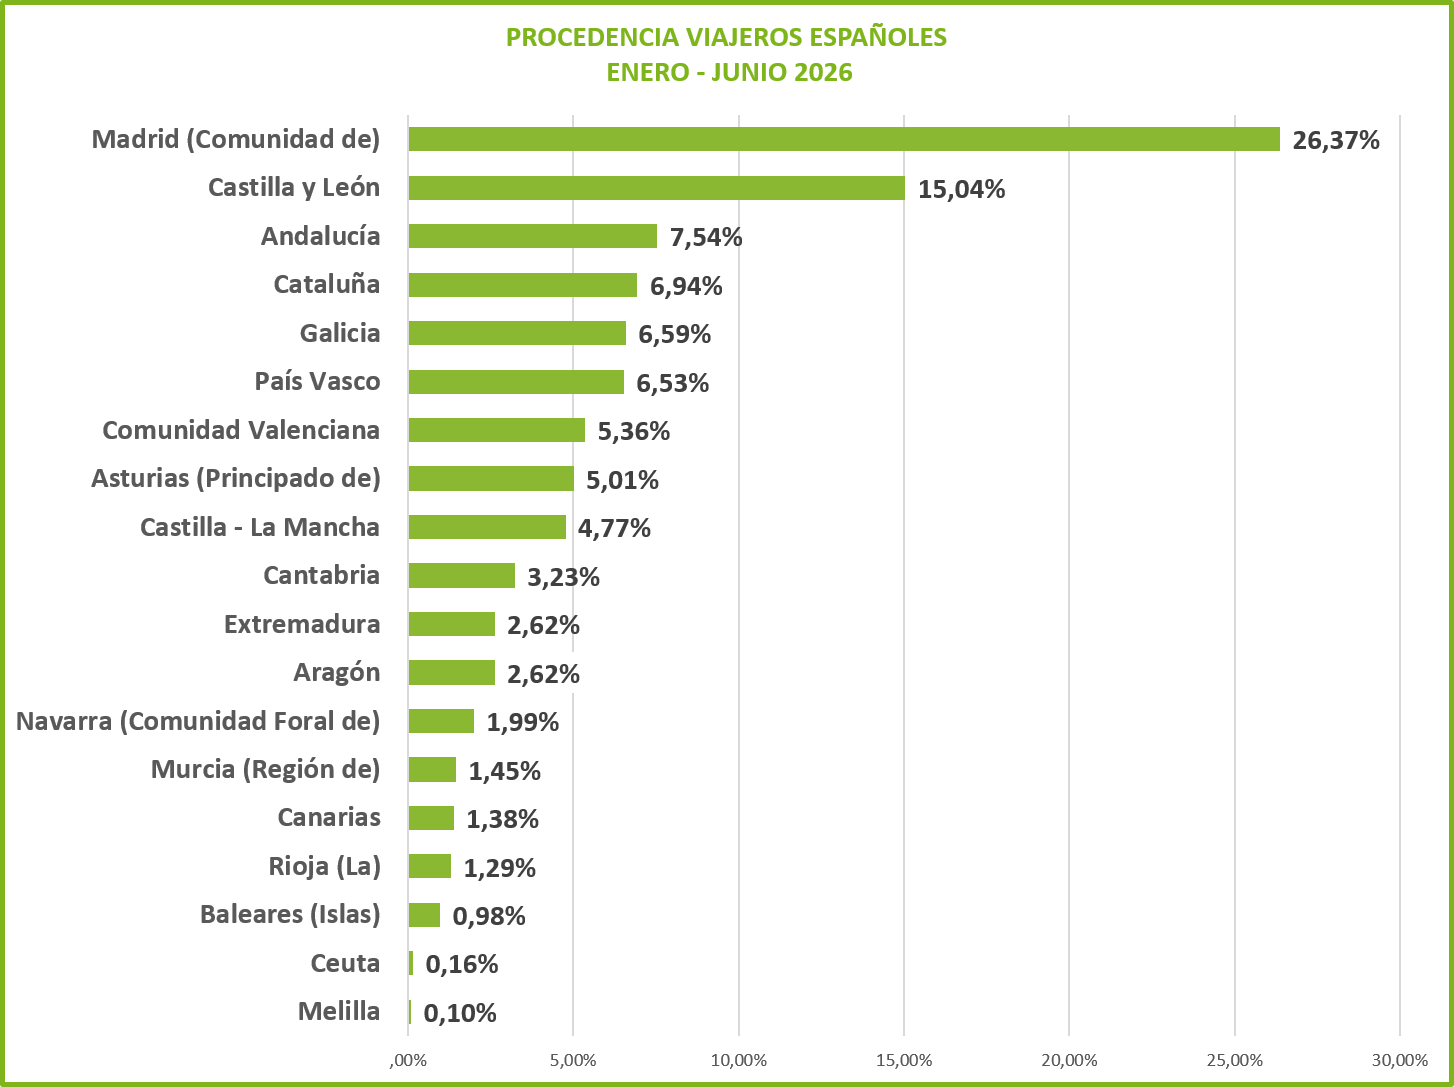 PROCEDENCIA VIAJEROS ESPAÑOLES
ENERO - JUNIO 2026
Madrid (Comunidad de) 26,37%
Castilla y León 15,04%
Andalucía 7,54%
Cataluña 6,94%
Galicia 6,59%
País Vasco 6,53%
Comunidad Valenciana 5,36%
Asturias (Principado de) 5,01%
Castilla - La Mancha 4,77%
Cantabria 3,23%
Extremadura 2,62%
Aragón 2,62%
Navarra (Comunidad Foral de) 1,99%
Murcia (Región de) 1,45%
Canarias 1,38%
Rioja (La) 1,29%
Baleares (Islas) 0,98%
Ceuta 0,16%
Melilla 0,10%
,00% 5,00% 10,00% 15,00% 20,00% 25,00% 30,00%